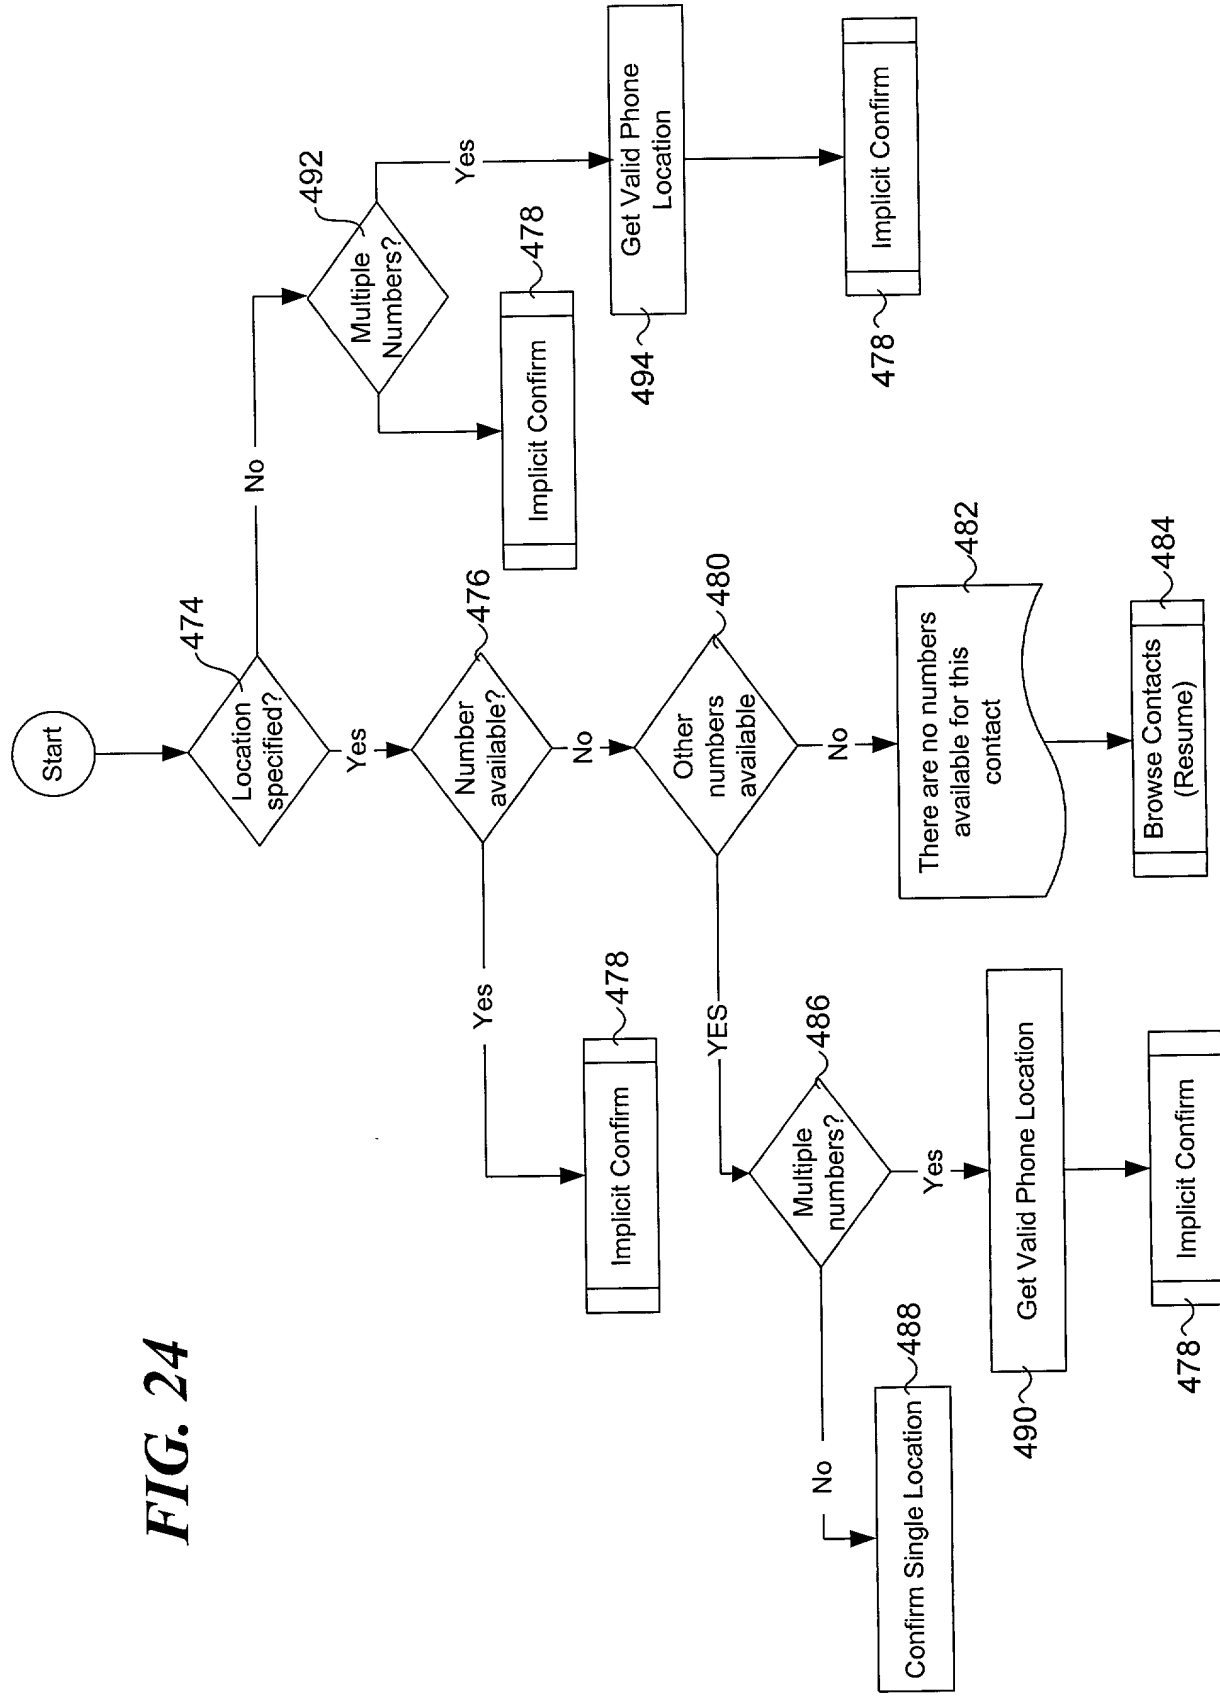 FIG. 24
Start
474
Location
specified?
No
492
Multiple
Numbers?
Yes
478
Implicit Confirm
494
Get Valid Phone
Location
478
Implicit Confirm
Yes
476
Number
available?
Yes
478
Implicit Confirm
No
480
Other
numbers
available
No
482
There are no numbers
available for this
contact
484
Browse Contacts
(Resume)
YES
486
Multiple
numbers?
No
488
Confirm Single Location
Yes
490
Get Valid Phone Location
478
Implicit Confirm